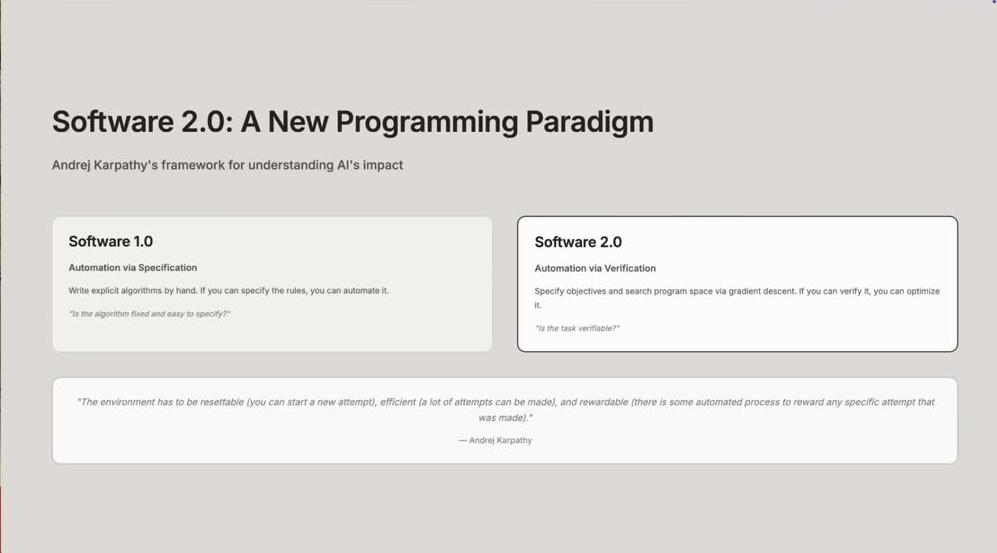 Software 2.0: A New Programming Paradigm
Andrej Karpathy's framework for understanding AI's impact
Software 1.0
Automation via Specification
Write explicit algorithms by hand. If you can specify the rules, you can automate it.
"Is the algorithm fixed and easy to specify?"
Software 2.0
Automation via Verification
Specify objectives and search program space via gradient descent. If you can verify it, you can optimize
it.
"Is the task verifiable?"
"The environment has to be resettable (you can start a new attempt), efficient (a lot of attempts can be made), and rewardable (there is some automated process to reward any specific attempt that
was made)."
— Andrej Karpathy